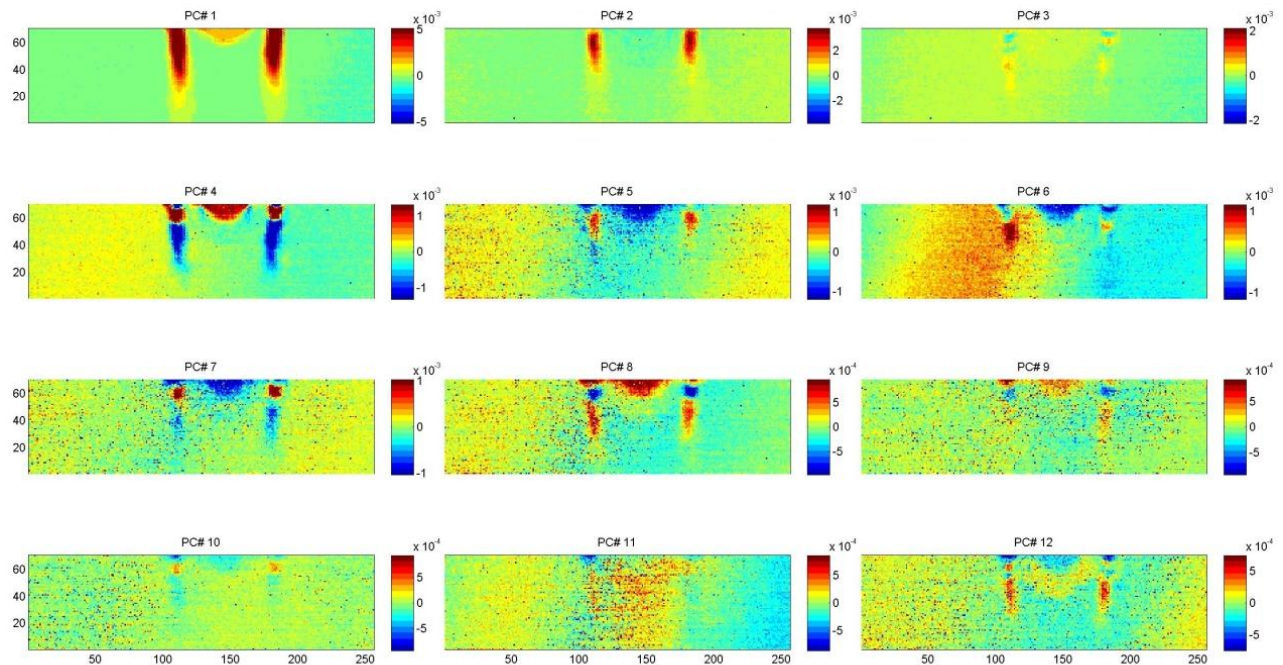 PC# 1 PC# 2 PC# 3
x 10^-3 x 10^-3 x 10^-3
60 40 20
5 0 -5
2 0 -2
2 1 0 -1 -2
PC# 4 PC# 5 PC# 6
x 10^-3 x 10^-3 x 10^-3
60 40 20
1 0 -1
1 0 -1
1 0 -1
PC# 7 PC# 8 PC# 9
x 10^-3 x 10^-4 x 10^-4
60 40 20
1 0 -1
5 0 -5
5 0 -5
PC# 10 PC# 11 PC# 12
x 10^-4 x 10^-4 x 10^-4
60 40 20
5 0 -5
5 0 -5
5 0 -5
50 100 150 200 250 50 100 150 200 250 50 100 150 200 250